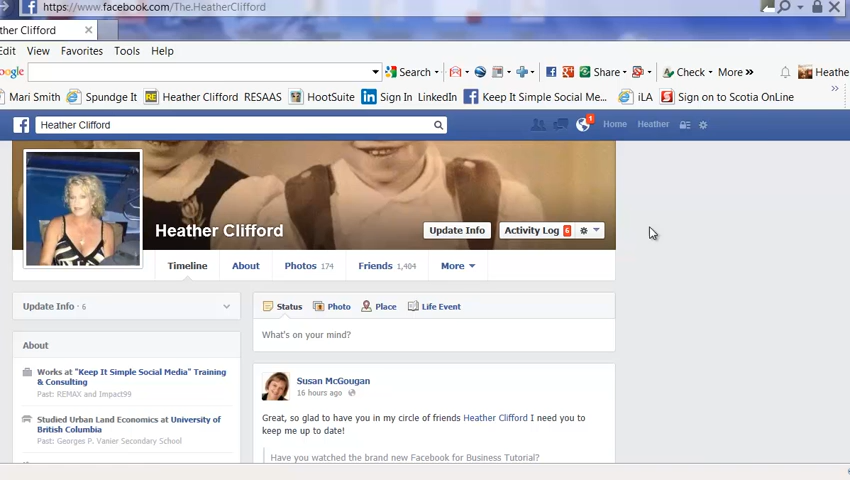 https://www.facebook.com/The.HeatherClifford
ther Clifford
Edit View Favorites Tools Help
oogle Search Share Check More » Heathe
Mari Smith Spundge It Heather Clifford RESAAS HootSuite Sign In LinkedIn Keep It Simple Social Me... iLA Sign on to Scotia OnLine
Heather Clifford 1 Home Heather
Heather Clifford Update Info Activity Log 6
Timeline About Photos 174 Friends 1,404 More
Update Info · 6
Status Photo Place Life Event
What's on your mind?
About
Works at "Keep It Simple Social Media" Training
& Consulting
Past: REMAX and Impact99
Studied Urban Land Economics at University of
British Columbia
Past: Georges P. Vanier Secondary School
Susan McGougan
16 hours ago
Great, so glad to have you in my circle of friends Heather Clifford I need you to
keep me up to date!
Have you watched the brand new Facebook for Business Tutorial?